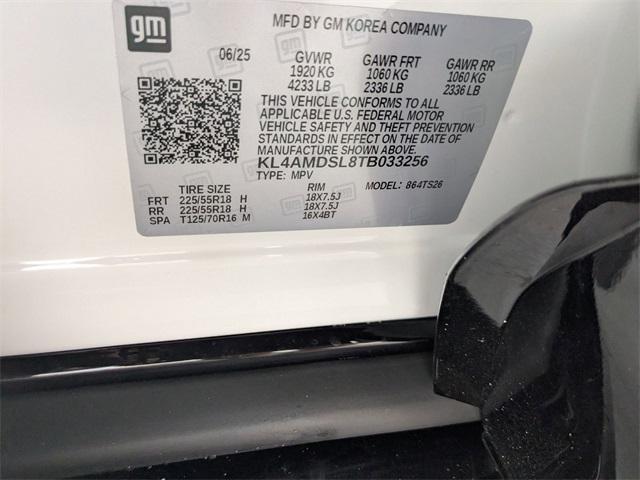 gm
MFD BY GM KOREA COMPANY
06/25 GVWR GAWR FRT GAWR RR
1920 KG 1060 KG 1060 KG
4233 LB 2336 LB 2336 LB
THIS VEHICLE CONFORMS TO ALL
APPLICABLE U.S. FEDERAL MOTOR
VEHICLE SAFETY AND THEFT PREVENTION
STANDARDS IN EFFECT ON THE DATE OF
MANUFACTURE SHOWN ABOVE.
KL4AMDSL8TB033256
TYPE: MPV MODEL: 864TS26
TIRE SIZE RIM
FRT 225/55R18 H 18X7.5J
RR 225/55R18 H 18X7.5J
SPA T125/70R16 M 16X4BT